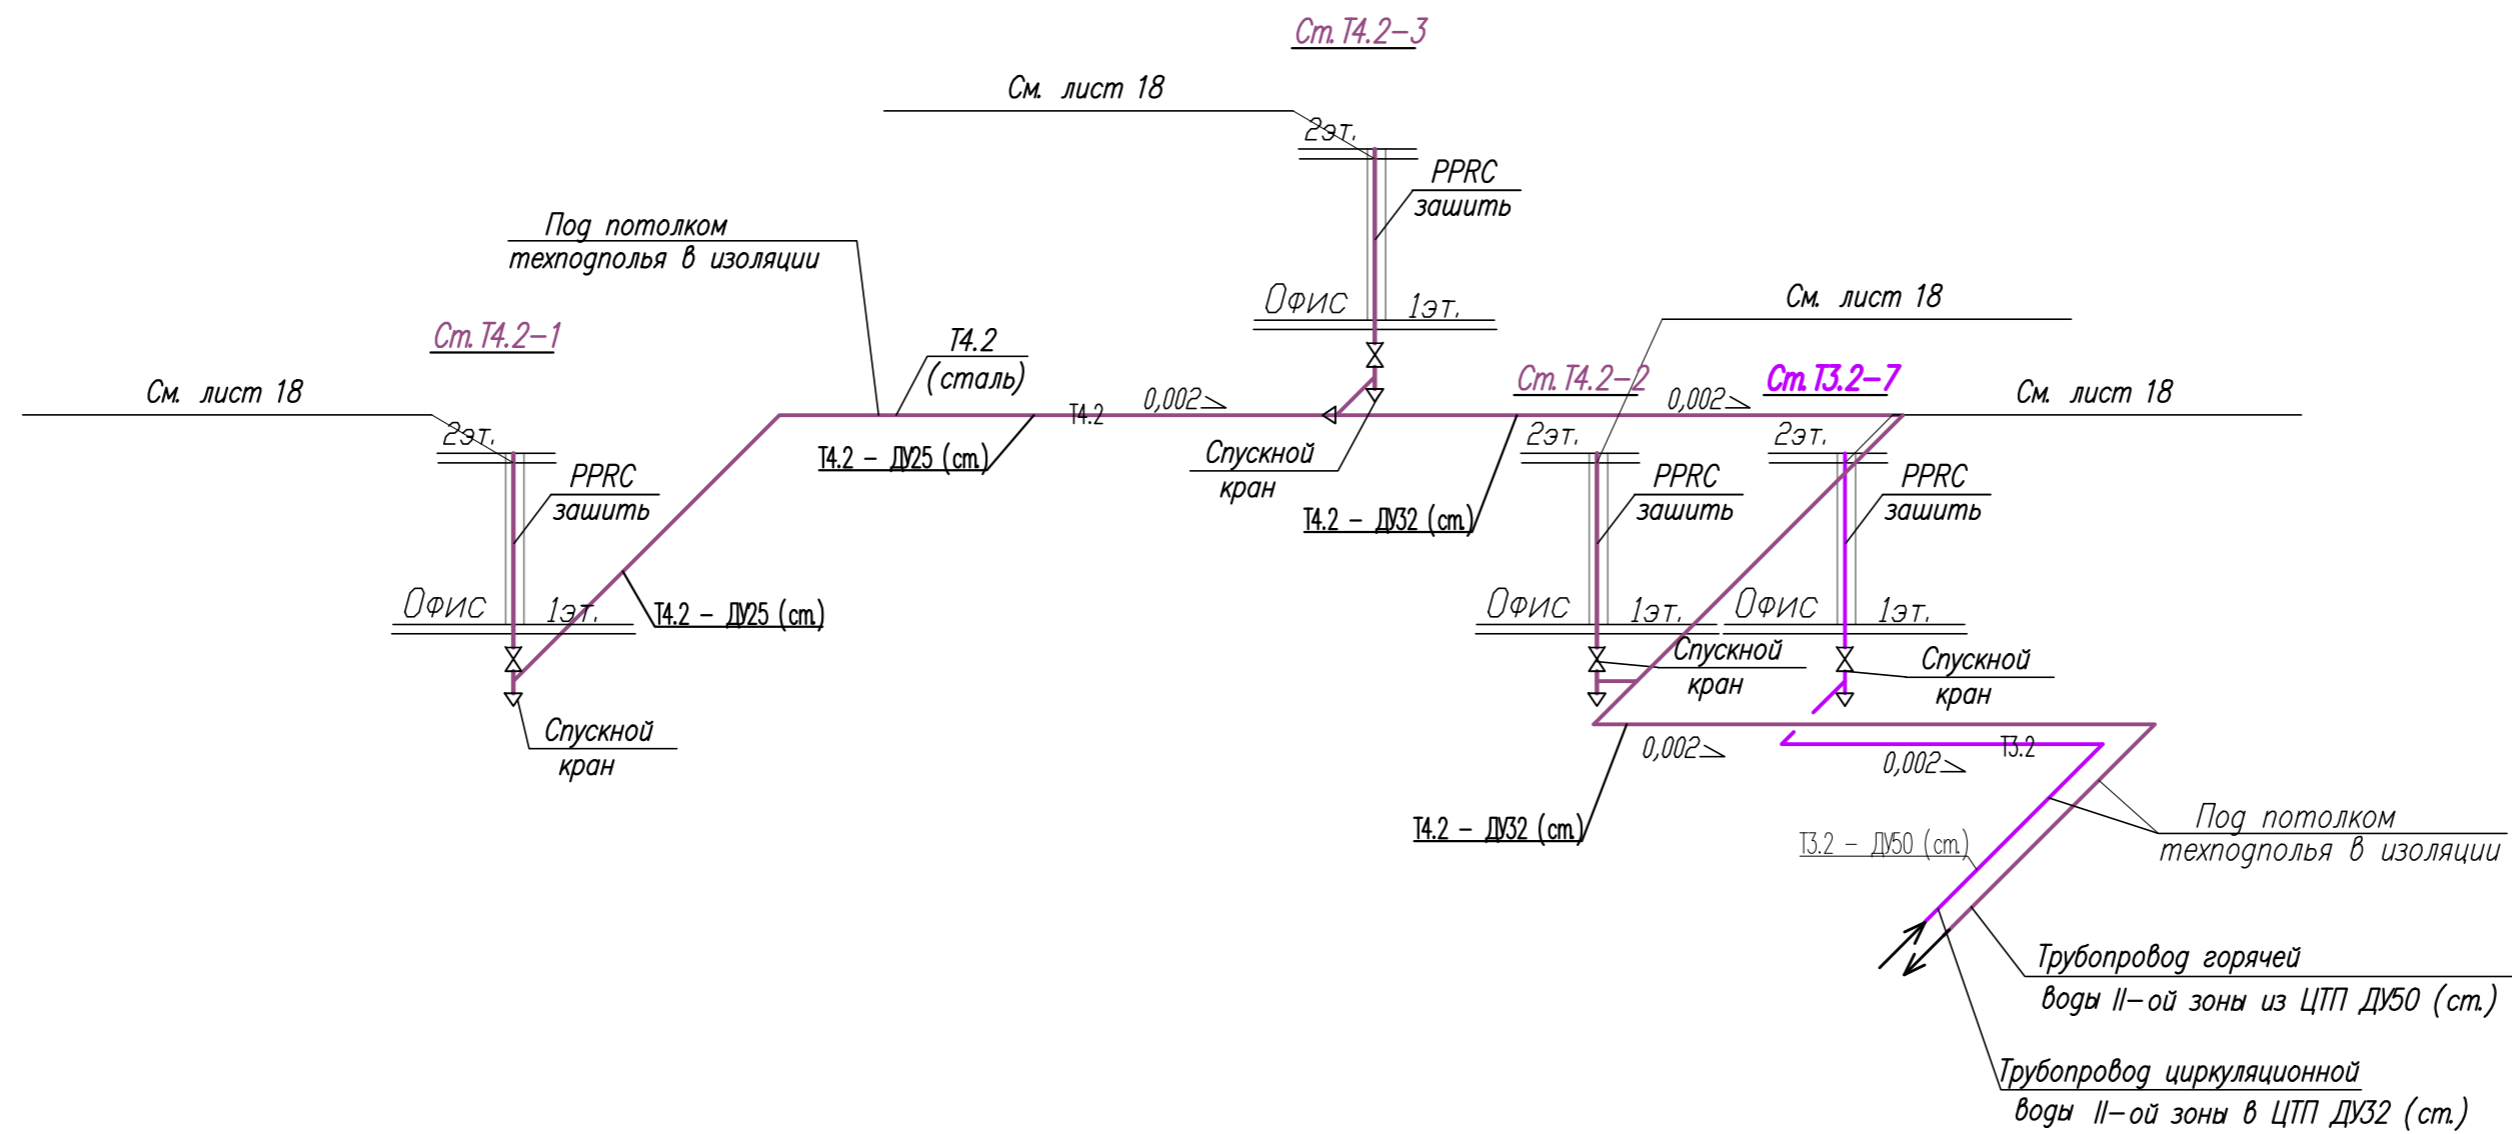 Ст.Т4.2-3
См. лист 18
2эт.
PPRC
зашить
Под потолком
техподполья в изоляции
Офис 1эт.
См. лист 18
Ст.Т4.2-1
Т4.2
(сталь)
Ст.Т4.2-2
Ст.Т3.2-7
См. лист 18
См. лист 18
0,002
0,002
Т4.2
2эт.
2эт.
2эт.
Т4.2 - ДУ25 (ст.)
Спускной
кран
PPRC
зашить
PPRC
зашить
PPRC
зашить
Т4.2 - ДУ32 (ст.)
Офис 1эт.
Т4.2 - ДУ25 (ст.)
Офис 1эт.
Офис 1эт.
Спускной
кран
Спускной
кран
Спускной
кран
0,002
Т3.2
0,002
Т4.2 - ДУ32 (ст.)
Т3.2 - ДУ50 (ст.)
Под потолком
техподполья в изоляции
Трубопровод горячей
воды II-ой зоны из ЦТП ДУ50 (ст.)
Трубопровод циркуляционной
воды II-ой зоны в ЦТП ДУ32 (ст.)